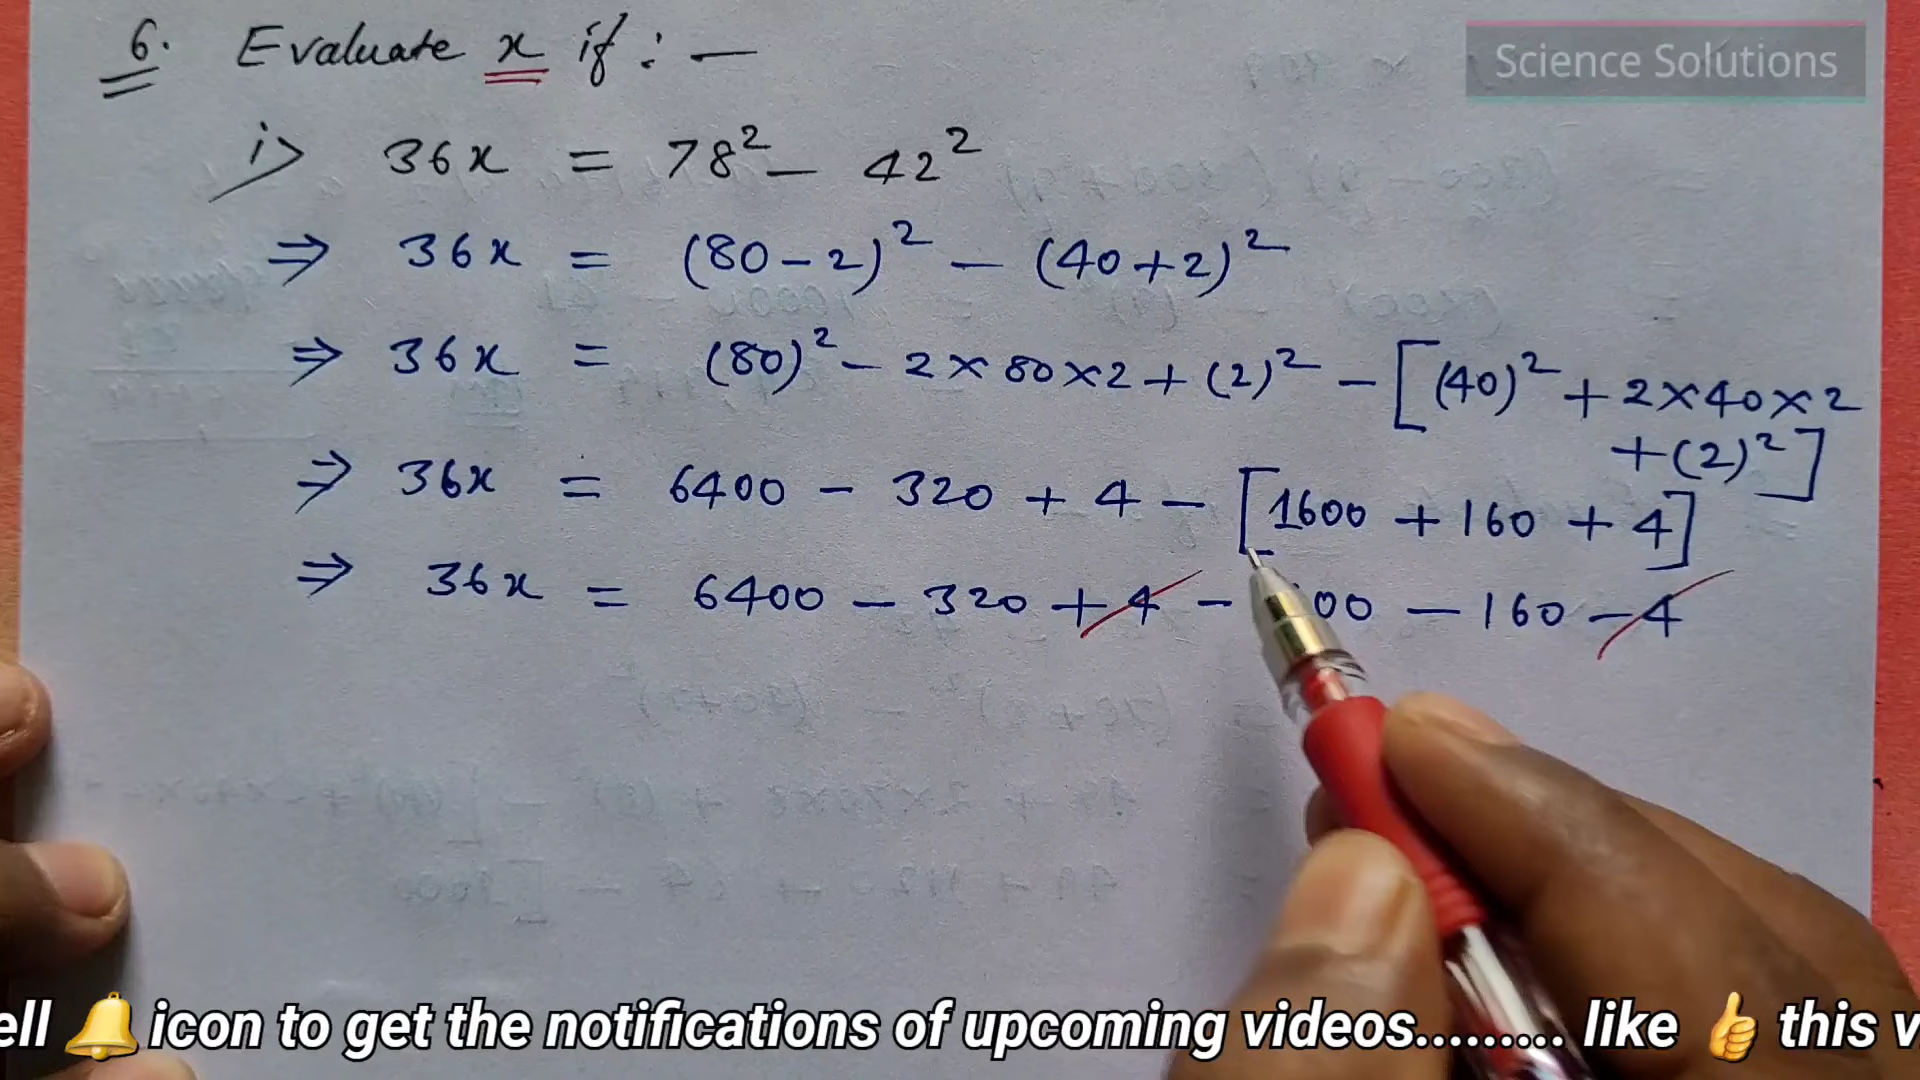 Science Solutions
6. Evaluate x if : —
i> 36x = 78² – 42²
⇒ 36x = (80 – 2)² – (40 + 2)²
⇒ 36x = (80)² – 2 × 80 × 2 + (2)² – [(40)² + 2 × 40 × 2
+ (2)²]
⇒ 36x = 6400 – 320 + 4 – [1600 + 160 + 4]
⇒ 36x = 6400 – 320 + 4 – 00 – 160 – 4
ell 🔔 icon to get the notifications of upcoming videos......... like 👍 this v